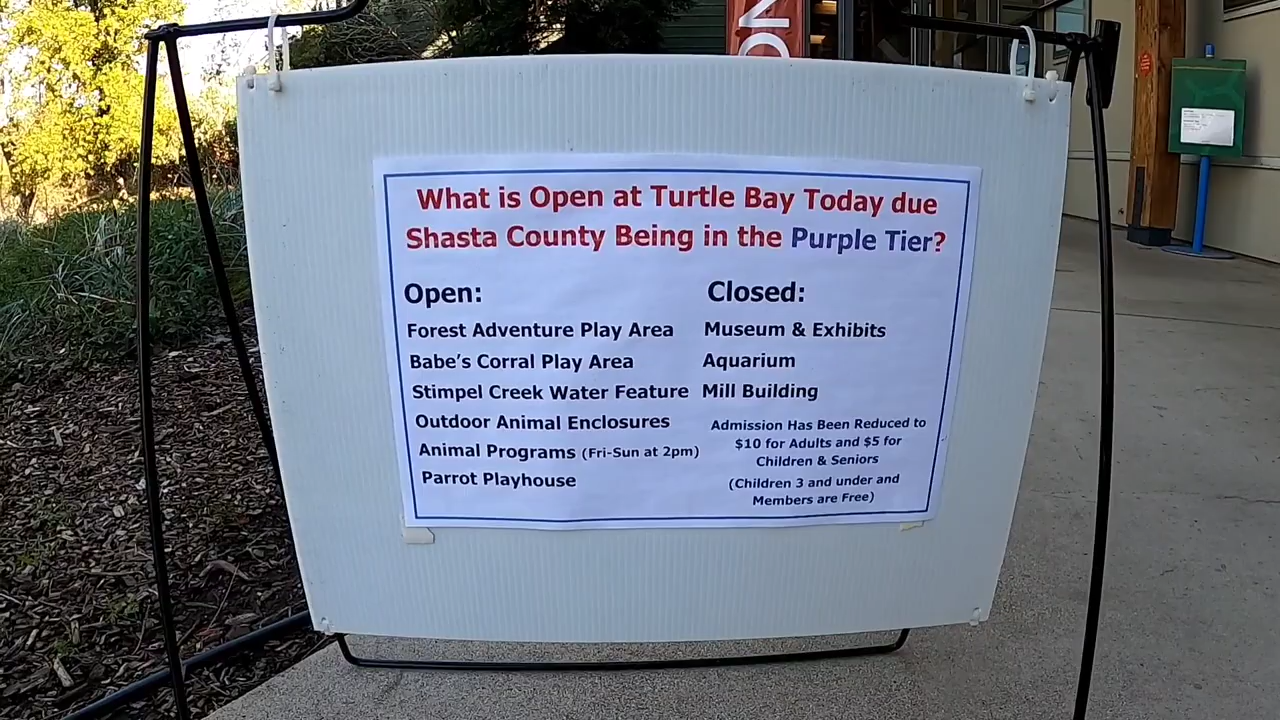 What is Open at Turtle Bay Today due
Shasta County Being in the Purple Tier?
Open:
Forest Adventure Play Area
Babe's Corral Play Area
Stimpel Creek Water Feature
Outdoor Animal Enclosures
Animal Programs (Fri-Sun at 2pm)
Parrot Playhouse
Closed:
Museum & Exhibits
Aquarium
Mill Building
Admission Has Been Reduced to
$10 for Adults and $5 for
Children & Seniors
(Children 3 and under and
Members are Free)